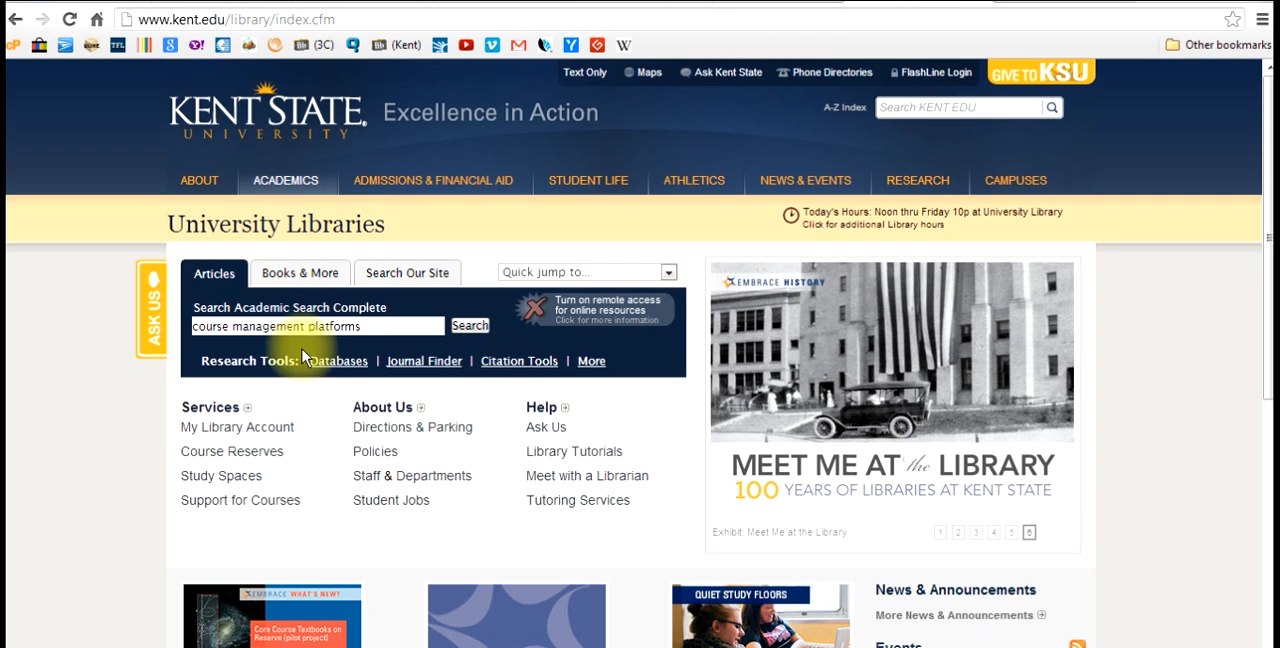 www.kent.edu/library/index.cfm
cP TFL (3C) (Kent) W Other bookmarks
Text Only Maps Ask Kent State Phone Directories FlashLine Login GIVE TO KSU
KENT STATE
UNIVERSITY
Excellence in Action
A-Z Index Search KENT EDU
ABOUT ACADEMICS ADMISSIONS & FINANCIAL AID STUDENT LIFE ATHLETICS NEWS & EVENTS RESEARCH CAMPUSES
University Libraries
Today's Hours: Noon thru Friday 10p at University Library
Click for additional Library hours
ASK US
Articles Books & More Search Our Site Quick jump to...
Search Academic Search Complete
course management platforms Search
Turn on remote access
for online resources
Click for more information
Research Tools: Databases | Journal Finder | Citation Tools | More
Services About Us Help
My Library Account Directions & Parking Ask Us
Course Reserves Policies Library Tutorials
Study Spaces Staff & Departments Meet with a Librarian
Support for Courses Student Jobs Tutoring Services
EMBRACE HISTORY
MEET ME AT the LIBRARY
100 YEARS OF LIBRARIES AT KENT STATE
Exhibit: Meet Me at the Library 1 2 3 4 5 6
EMBRACE WHAT'S NEW?
Core Course Textbooks on
Reserve (pilot project)
QUIET STUDY FLOORS
News & Announcements
More News & Announcements
Events